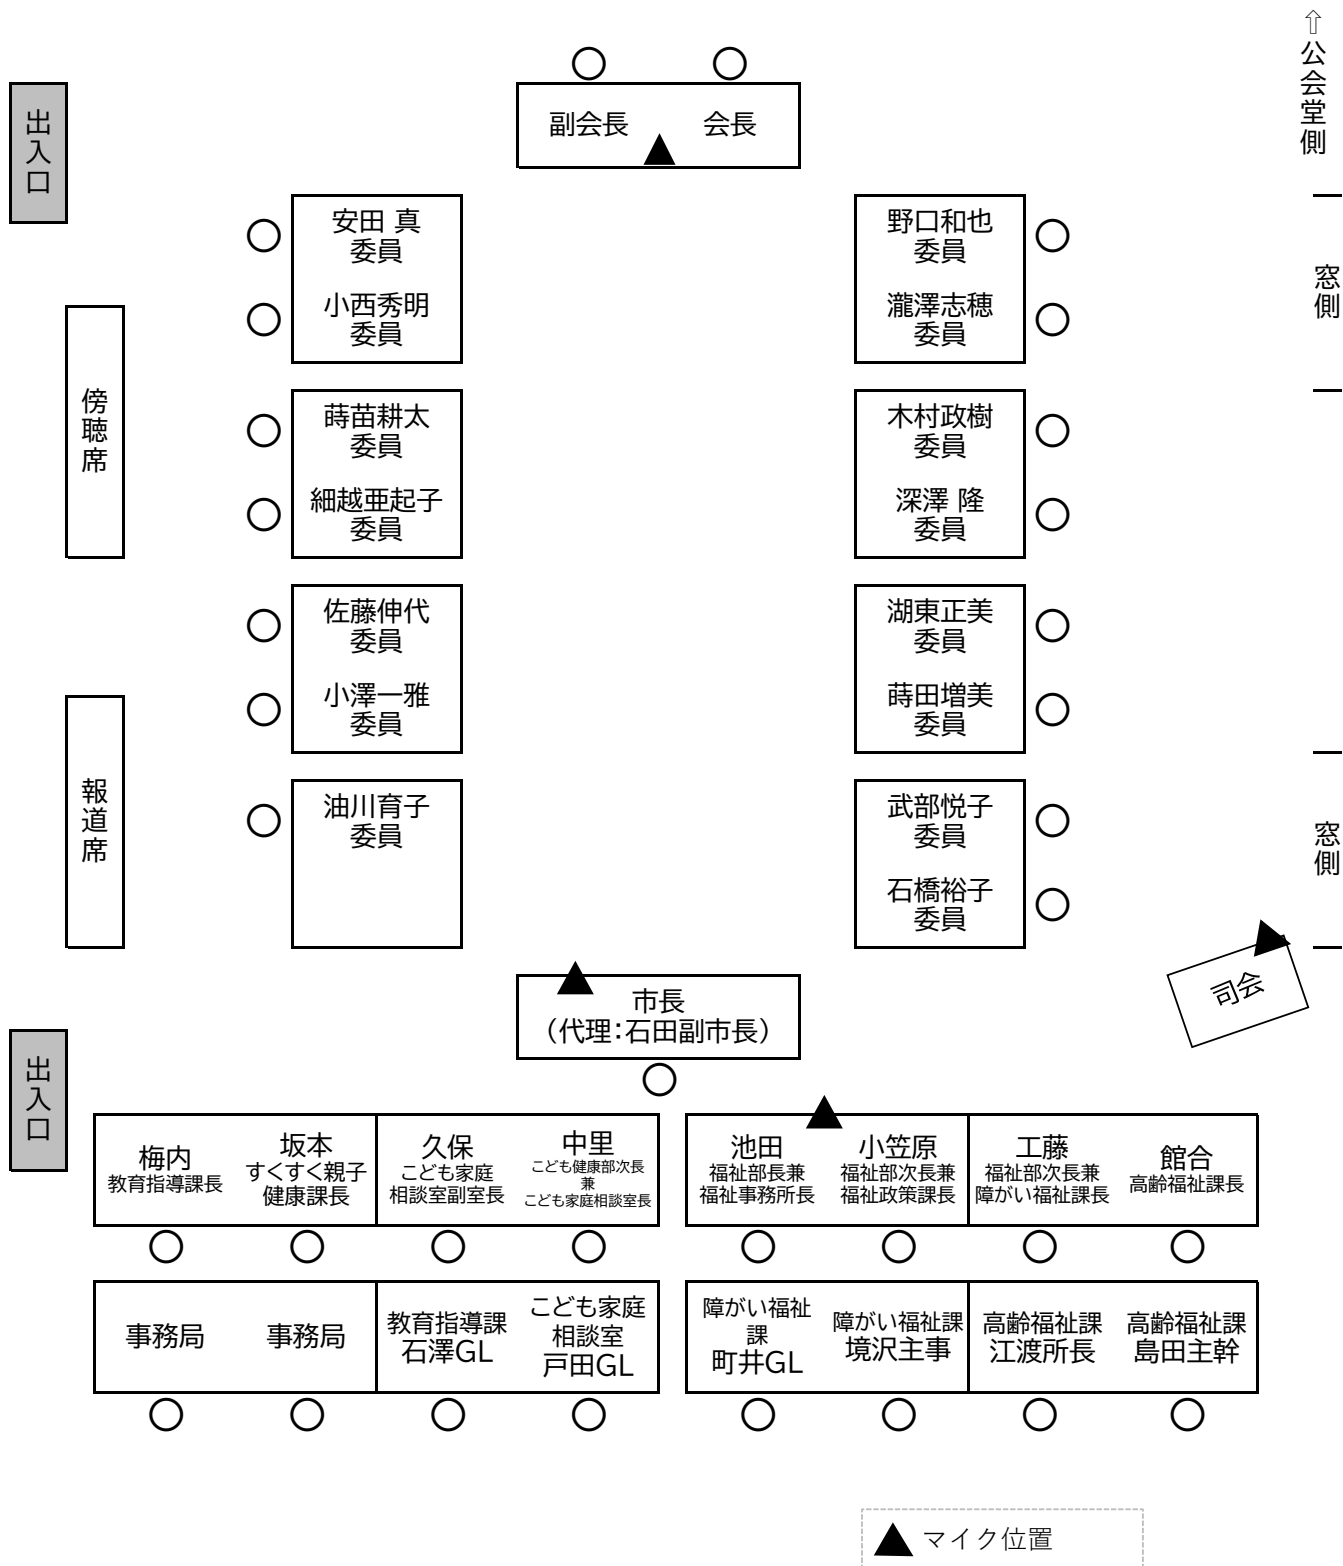 ⇧公会堂側
出入口
副会長
会長
安田 真
委員
小西秀明
委員
野口和也
委員
瀧澤志穂
委員
窓側
傍聴席
蒔苗耕太
委員
細越亜起子
委員
木村政樹
委員
深澤 隆
委員
佐藤伸代
委員
小澤一雅
委員
湖東正美
委員
蒔田増美
委員
報道席
油川育子
委員
武部悦子
委員
石橋裕子
委員
窓側
司会
市長
（代理：石田副市長）
出入口
梅内
教育指導課長
坂本
すくすく親子
健康課長
久保
こども家庭
相談室副室長
中里
こども健康部次長
兼
こども家庭相談室長
池田
福祉部長兼
福祉事務所長
小笠原
福祉部次長兼
福祉政策課長
工藤
福祉部次長兼
障がい福祉課長
館合
高齢福祉課長
事務局
事務局
教育指導課
石澤GL
こども家庭
相談室
戸田GL
障がい福祉
課
町井GL
障がい福祉課
境沢主事
高齢福祉課
江渡所長
高齢福祉課
島田主幹
▲ マイク位置